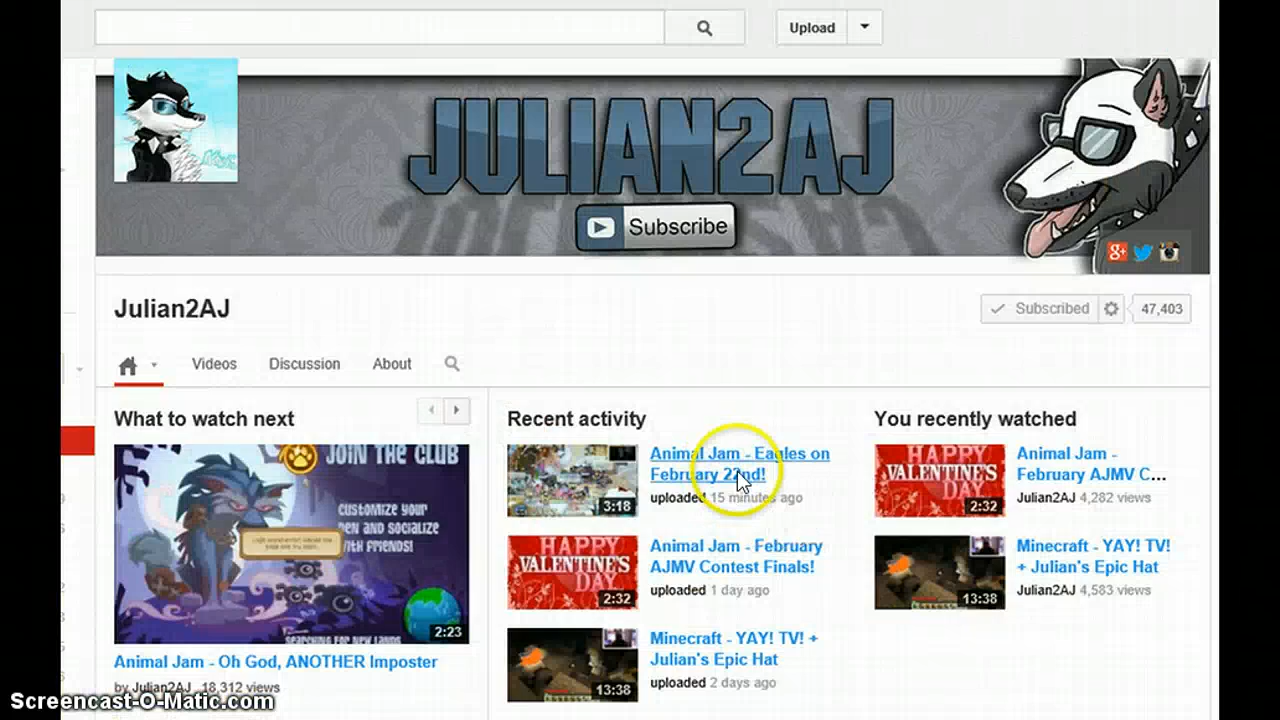 Upload
JULIAN2AJ
Subscribe
Julian2AJ
Subscribed
47,403
Videos
Discussion
About
What to watch next
JOIN THE CLUB
CUSTOMIZE YOUR
DEN AND SOCIALIZE
WITH FRIENDS!
SEARCHING FOR NEW LANDS
2:23
Animal Jam - Oh God, ANOTHER Imposter
by Julian2AJ 18,312 views
Recent activity
3:18
Animal Jam - Eagles on
February 22nd!
uploaded 15 minutes ago
HAPPY
VALENTINE'S
DAY
2:32
Animal Jam - February
AJMV Contest Finals!
uploaded 1 day ago
13:38
Minecraft - YAY! TV! +
Julian's Epic Hat
uploaded 2 days ago
You recently watched
HAPPY
VALENTINE'S
DAY
2:32
Animal Jam -
February AJMV C...
Julian2AJ 4,282 views
13:38
Minecraft - YAY! TV!
+ Julian's Epic Hat
Julian2AJ 4,583 views
Screencast-O-Matic.com